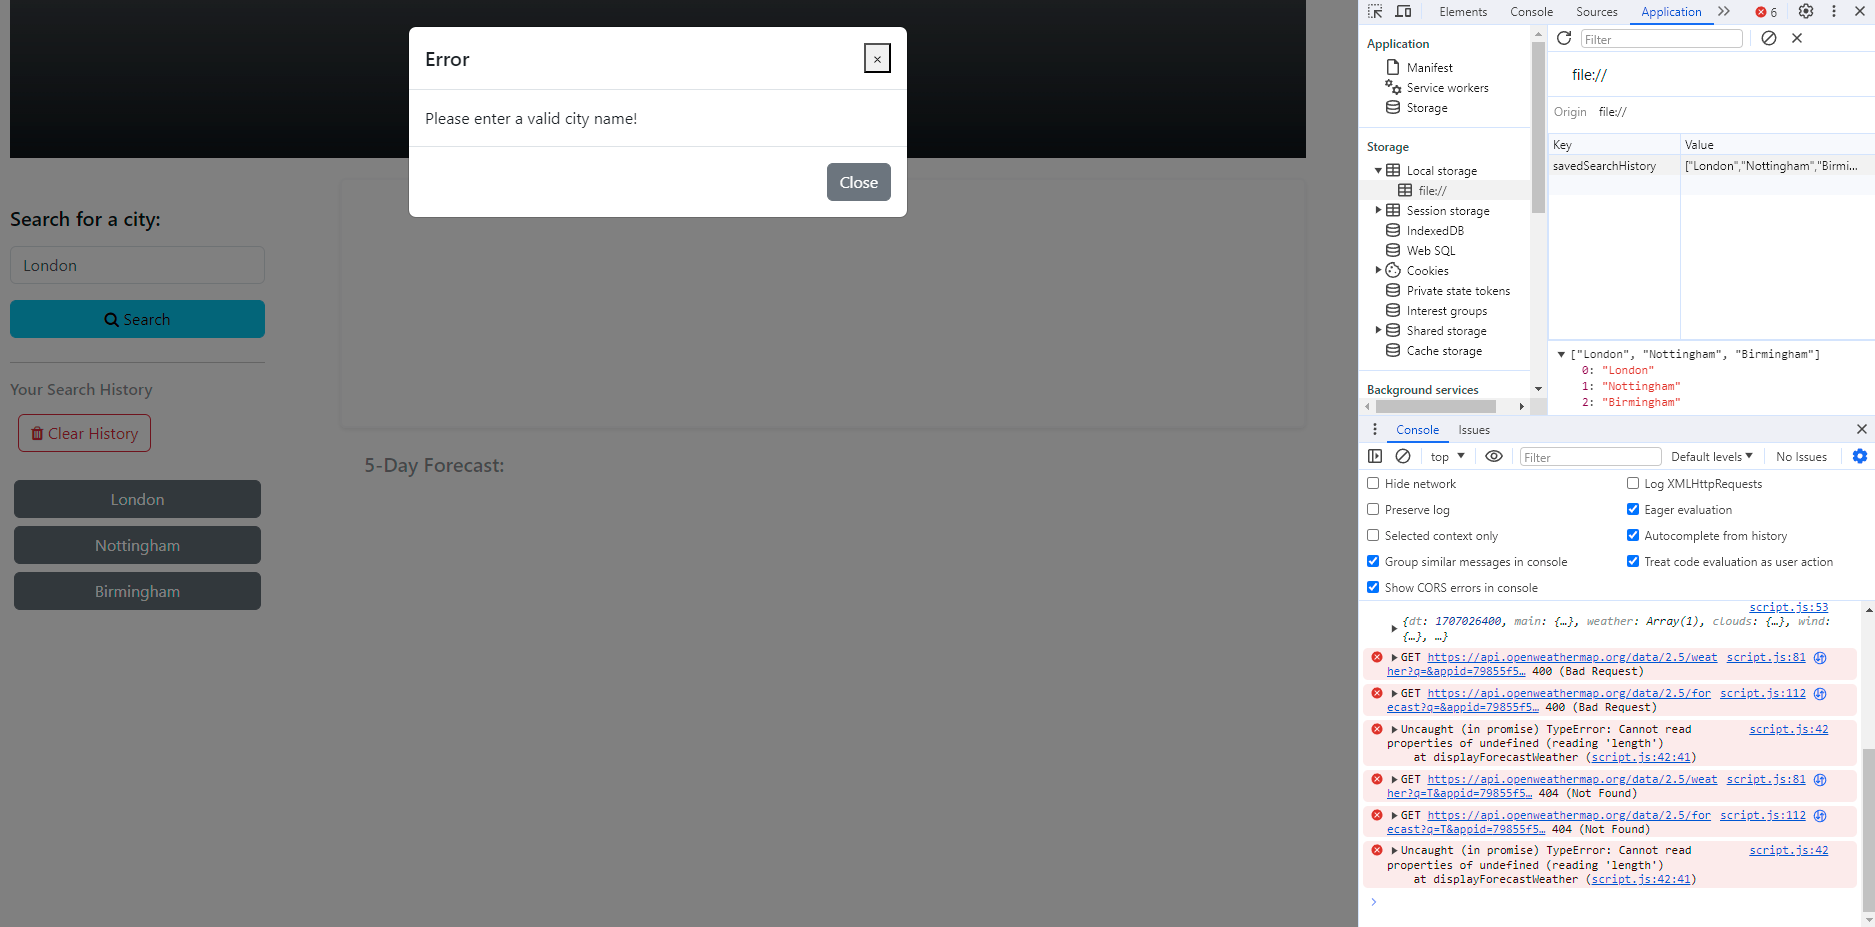 Error
×
Please enter a valid city name!
Close
Search for a city:
London
Search
Your Search History
Clear History
London
Nottingham
Birmingham
5-Day Forecast:
Elements Console Sources Application 6
Application
Manifest
Service workers
Storage
Storage
Local storage
file://
Session storage
IndexedDB
Web SQL
Cookies
Private state tokens
Interest groups
Shared storage
Cache storage
Background services
Filter
file://
Origin file://
Key Value
savedSearchHistory ["London","Nottingham","Birmi...
["London", "Nottingham", "Birmingham"]
0: "London"
1: "Nottingham"
2: "Birmingham"
Console Issues
top Filter Default levels No Issues
Hide network Log XMLHttpRequests
Preserve log Eager evaluation
Selected context only Autocomplete from history
Group similar messages in console Treat code evaluation as user action
Show CORS errors in console
script.js:53
{dt: 1707026400, main: {…}, weather: Array(1), clouds: {…}, wind:
{…}, …}
GET https://api.openweathermap.org/data/2.5/weat script.js:81
her?q=&appid=79855f5… 400 (Bad Request)
GET https://api.openweathermap.org/data/2.5/for script.js:112
ecast?q=&appid=79855f5… 400 (Bad Request)
Uncaught (in promise) TypeError: Cannot read script.js:42
properties of undefined (reading 'length')
at displayForecastWeather (script.js:42:41)
GET https://api.openweathermap.org/data/2.5/weat script.js:81
her?q=T&appid=79855f5… 404 (Not Found)
GET https://api.openweathermap.org/data/2.5/for script.js:112
ecast?q=T&appid=79855f5… 404 (Not Found)
Uncaught (in promise) TypeError: Cannot read script.js:42
properties of undefined (reading 'length')
at displayForecastWeather (script.js:42:41)